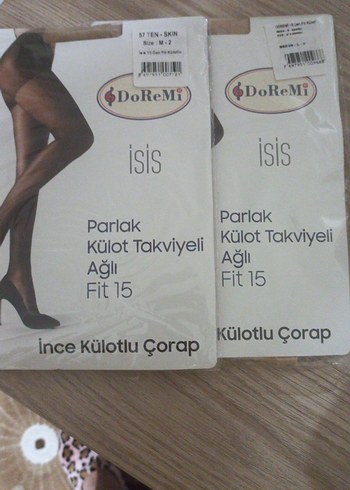 57 TEN - SKIN
Size : M - 2
DoReMi
isis
Parlak
Külot Takviyeli
Ağlı
Fit 15
İnce Külotlu Çorap
DoReMi
isis
Parlak
Külot Takviyeli
Ağlı
Fit 15
Külotlu Çorap